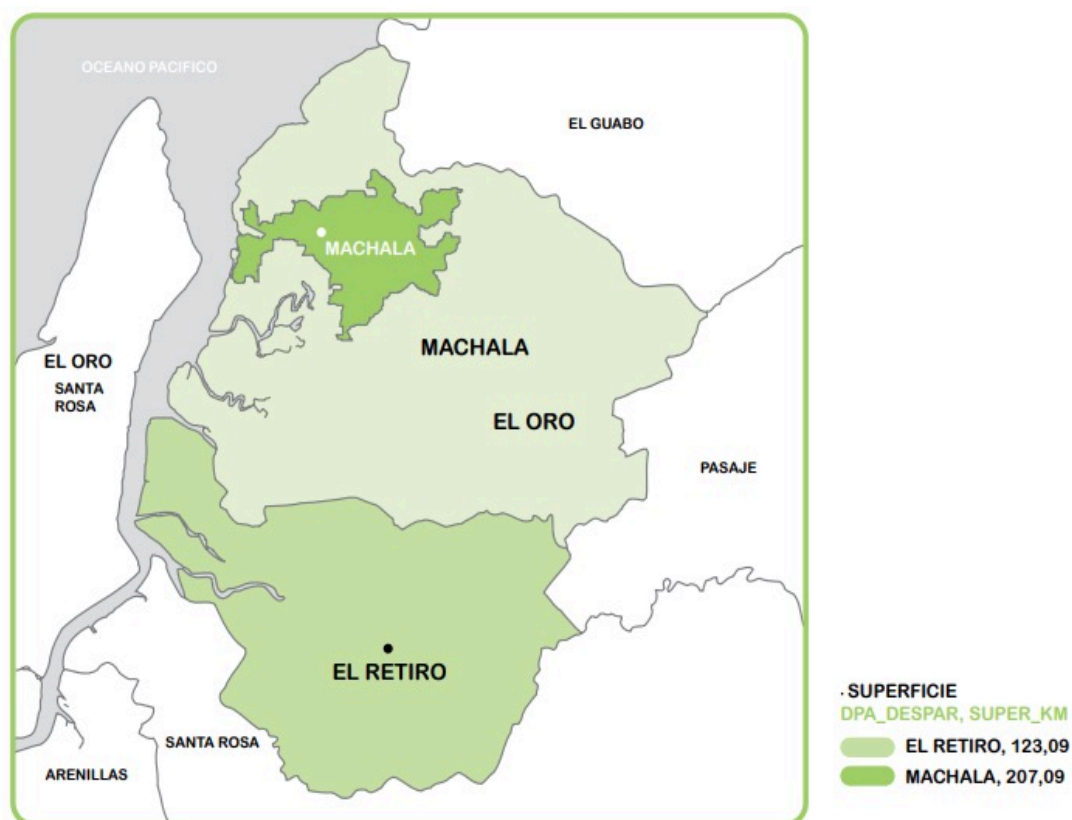 OCEANO PACIFICO
EL GUABO
MACHALA
MACHALA
EL ORO
SANTA
ROSA
EL ORO
PASAJE
EL RETIRO
SANTA ROSA
ARENILLAS
. SUPERFICIE
DPA_DESPAR, SUPER_KM
EL RETIRO, 123,09
MACHALA, 207,09